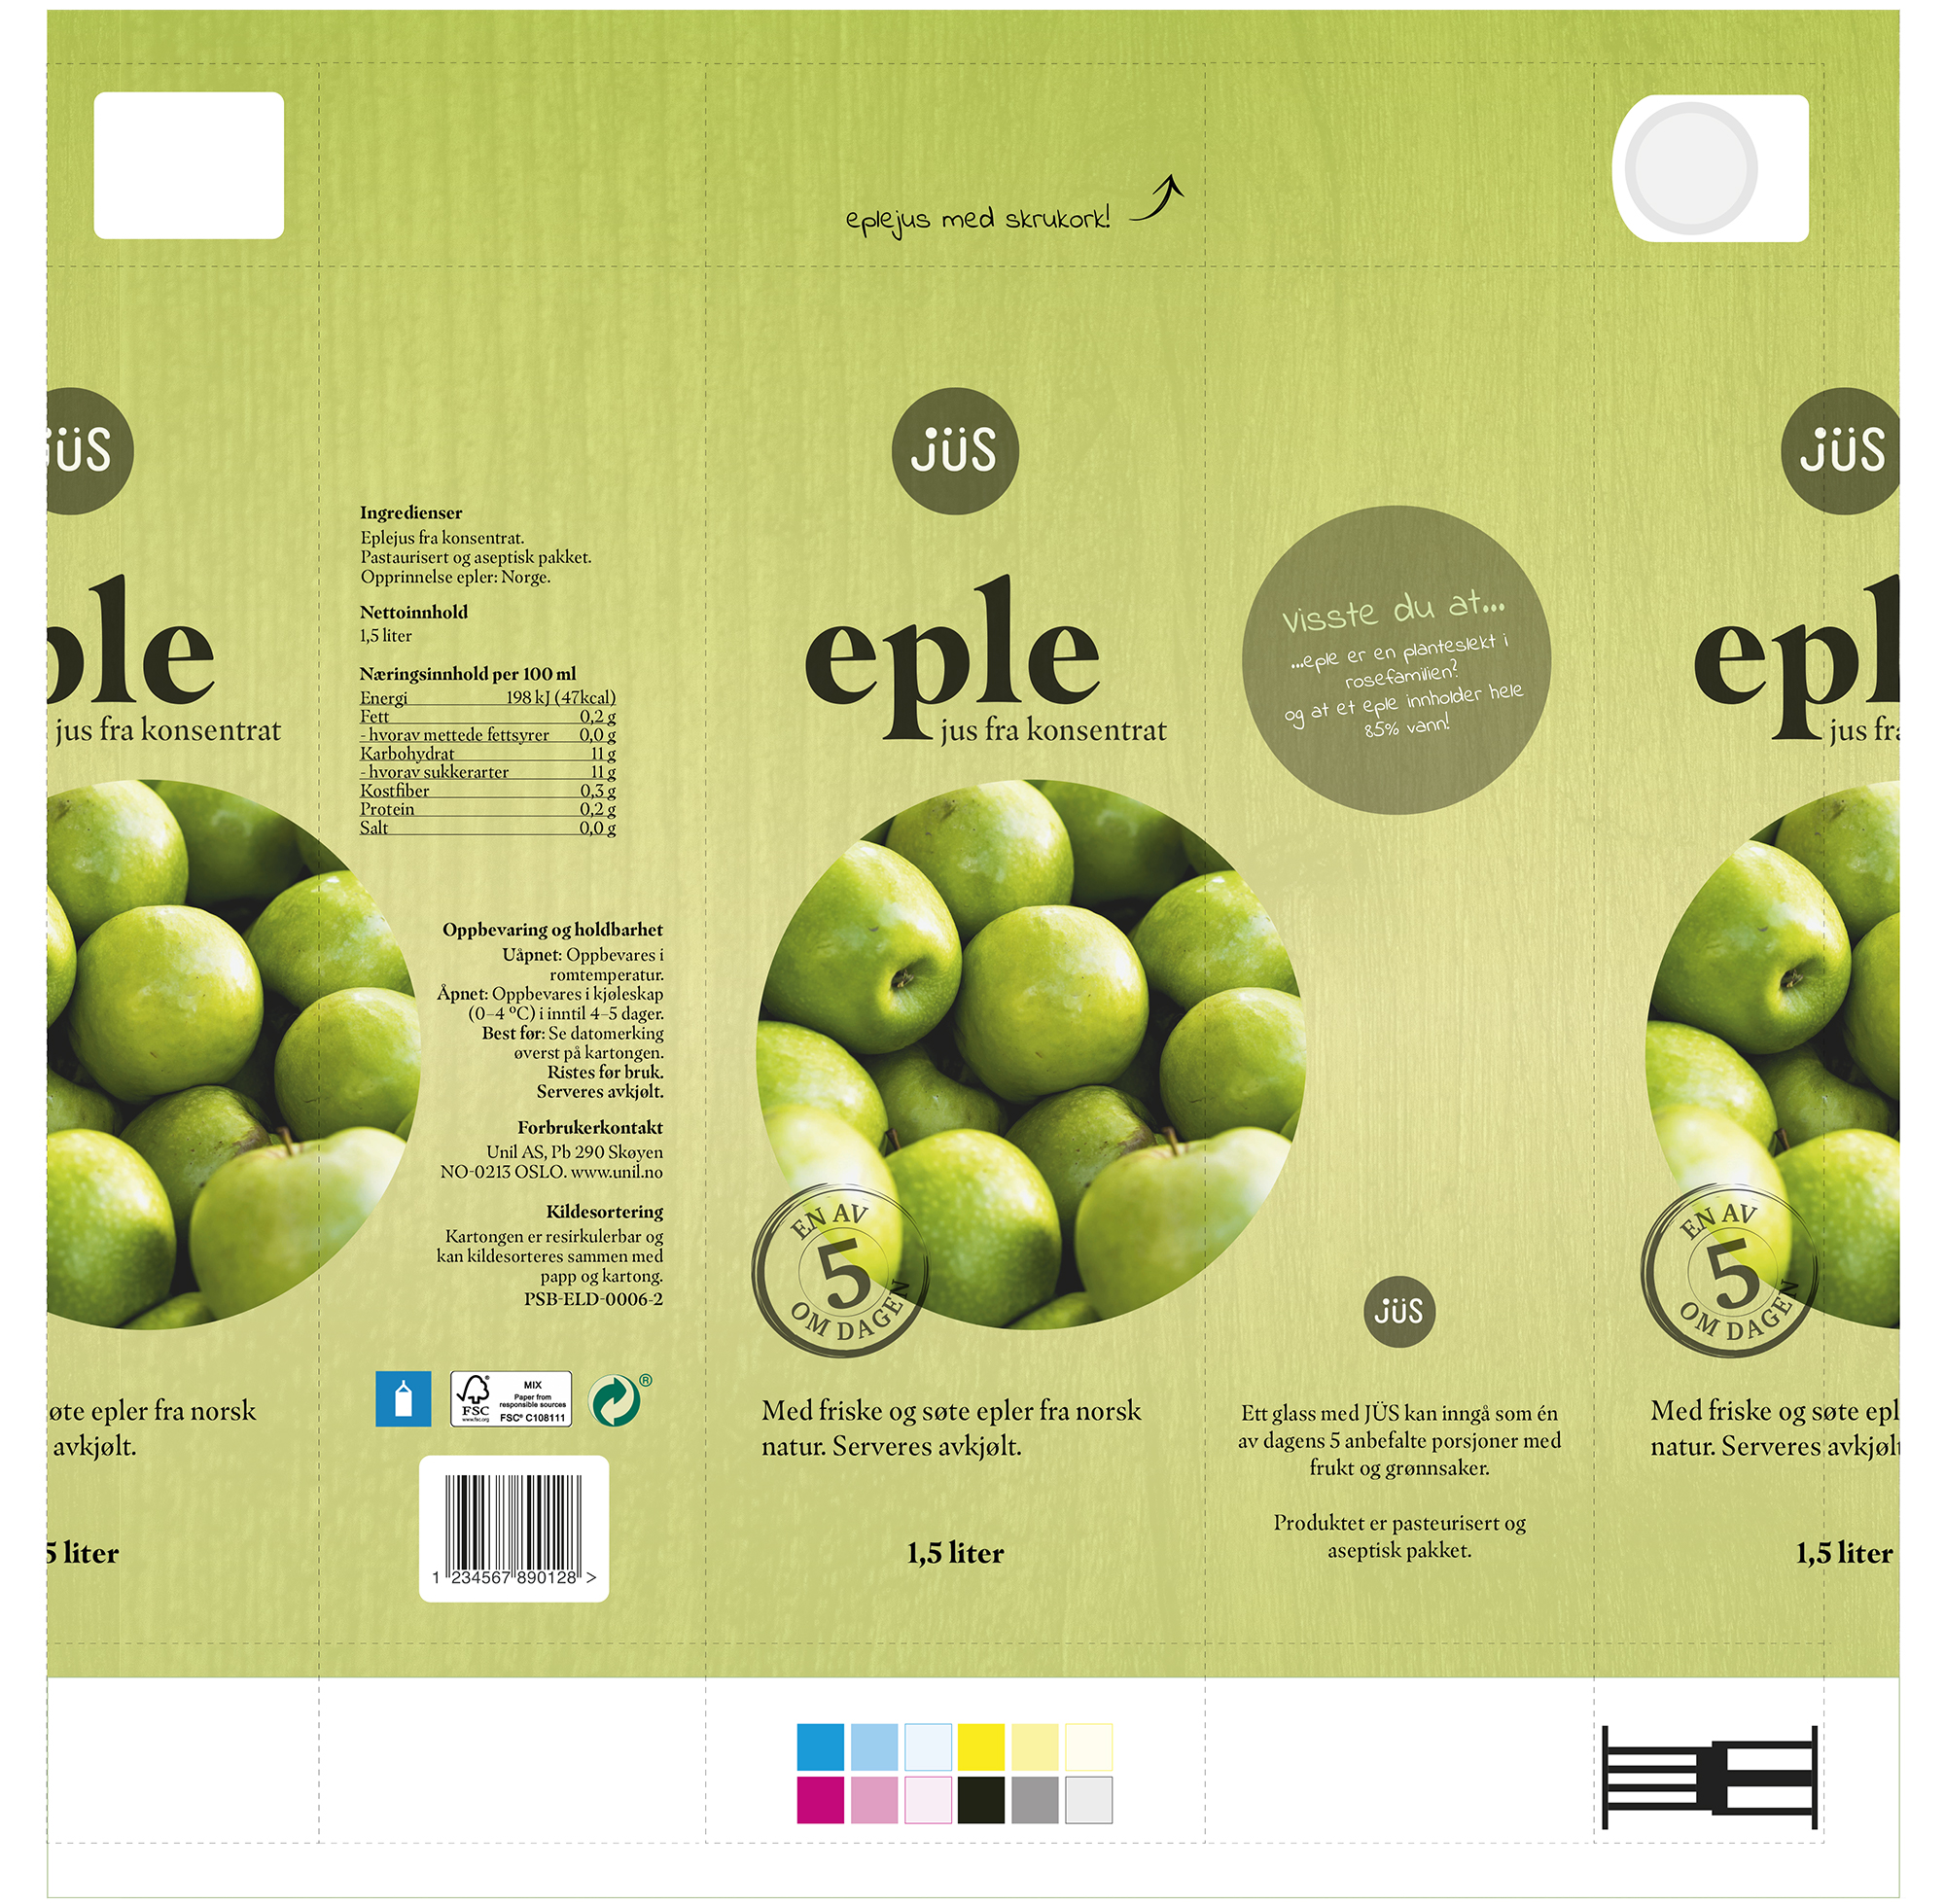 eplejus med skrukork!
jüs
ple
jus fra konsentrat
øte epler fra norsk
avkjølt.
5 liter
Ingredienser
Eplejus fra konsentrat.
Pastaurisert og aseptisk pakket.
Opprinnelse epler: Norge.
Nettoinnhold
1,5 liter
Næringsinnhold per 100 ml
Energi 198 kJ (47kcal)
Fett 0,2 g
- hvorav mettede fettsyrer 0,0 g
Karbohydrat 11 g
- hvorav sukkerarter 11 g
Kostfiber 0,3 g
Protein 0,2 g
Salt 0,0 g
Oppbevaring og holdbarhet
Uåpnet: Oppbevares i
romtemperatur.
Åpnet: Oppbevares i kjøleskap
(0–4 ºC) i inntil 4–5 dager.
Best før: Se datomerking
øverst på kartongen.
Ristes før bruk.
Serveres avkjølt.
Forbrukerkontakt
Unil AS, Pb 290 Skøyen
NO-0213 OSLO. www.unil.no
Kildesortering
Kartongen er resirkulerbar og
kan kildesorteres sammen med
papp og kartong.
PSB-ELD-0006-2
FSC
www.fsc.org
MIX
Paper from
responsible sources
FSC® C108111
®
1 234567 890128 >
jüs
eple
jus fra konsentrat
EN AV
5
OM DAGEN
Med friske og søte epler fra norsk
natur. Serveres avkjølt.
1,5 liter
visste du at...
...eple er en planteslekt i
rosefamilien?
og at et eple innholder hele
85% vann!
jüs
Ett glass med JÜS kan inngå som én
av dagens 5 anbefalte porsjoner med
frukt og grønnsaker.
Produktet er pasteurisert og
aseptisk pakket.
jüs
epl
jus fra
EN AV
5
OM DAGEN
Med friske og søte epl
natur. Serveres avkjølt
1,5 liter